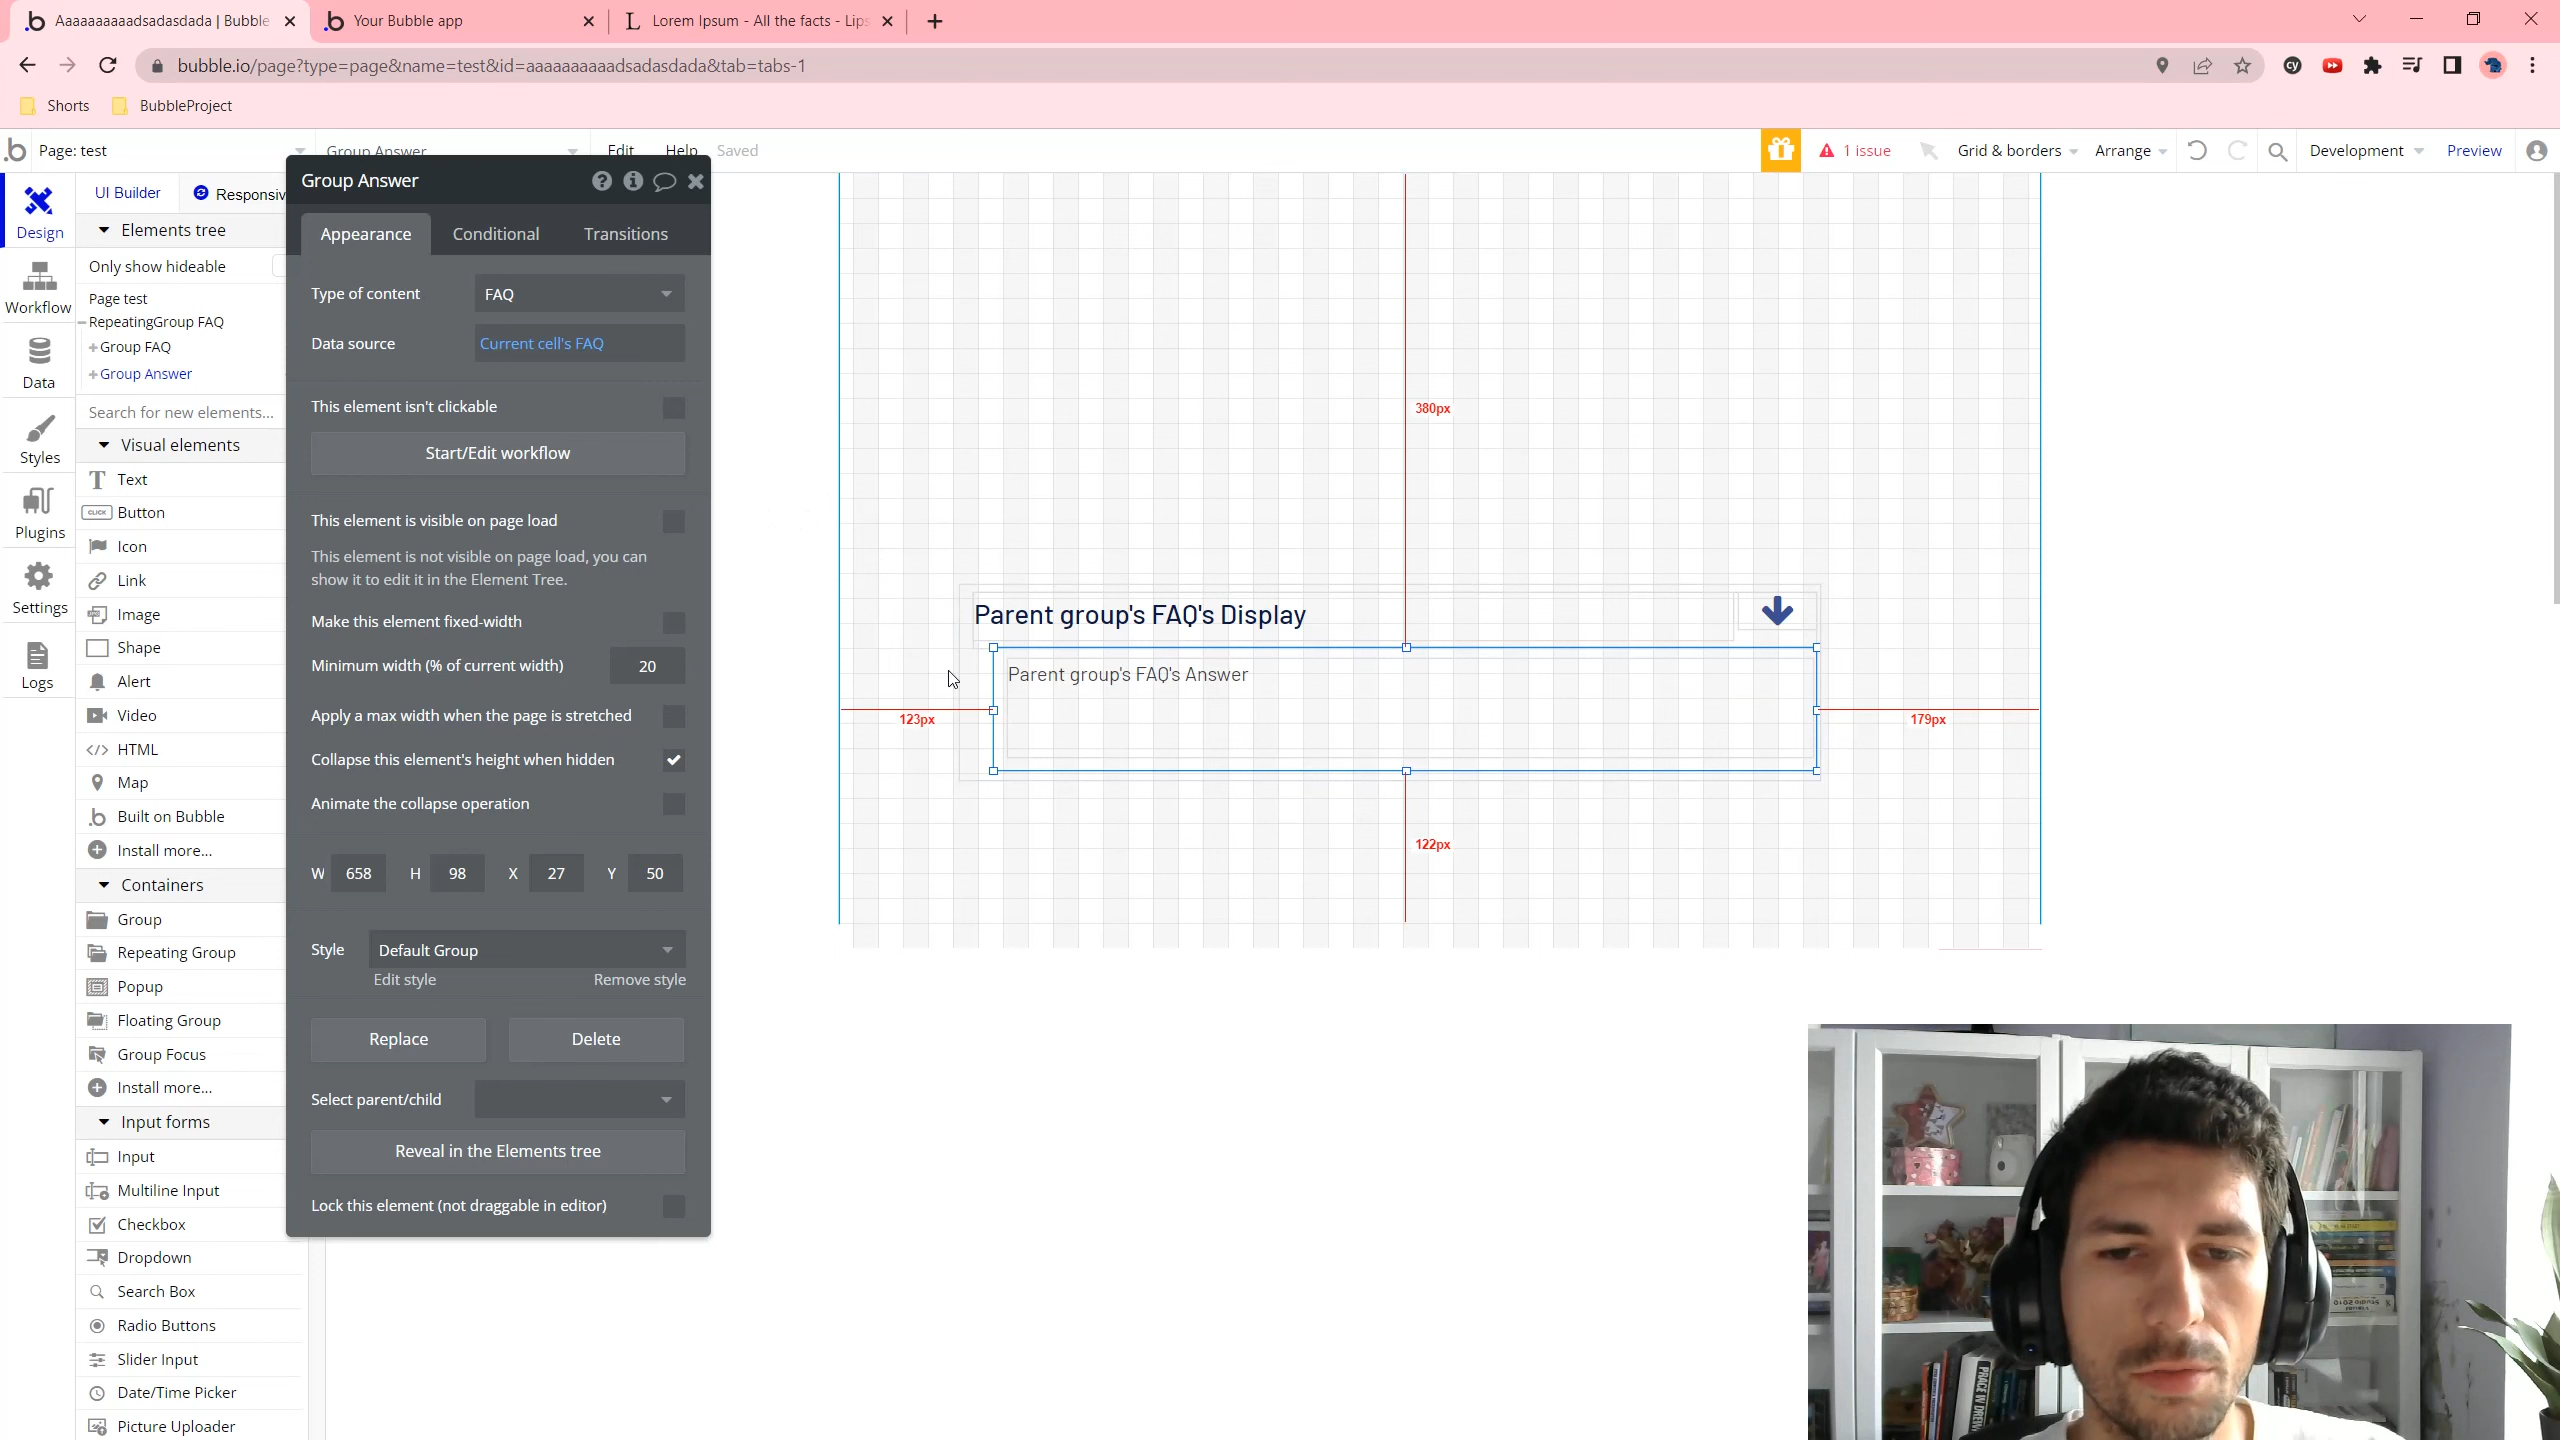 Aaaaaaaaaadsadasdada | Bubble
Your Bubble app
Lorem Ipsum - All the facts - Lips
bubble.io/page?type=page&name=test&id=aaaaaaaaaadsadasdada&tab=tabs-1
Shorts
BubbleProject
Page: test
Group Answer
Edit
Help
Saved
1 issue
Grid & borders
Arrange
Development
Preview
Design
Workflow
Data
Styles
Plugins
Settings
Logs
UI Builder
Responsiv
Elements tree
Only show hideable
Page test
RepeatingGroup FAQ
Group FAQ
Group Answer
Search for new elements...
Visual elements
Text
CLICK
Button
Icon
Link
Image
Shape
Alert
Video
HTML
Map
Built on Bubble
Install more...
Containers
Group
Repeating Group
Popup
Floating Group
Group Focus
Install more...
Input forms
Input
Multiline Input
Checkbox
Dropdown
Search Box
Radio Buttons
Slider Input
Date/Time Picker
Picture Uploader
Group Answer
Appearance
Conditional
Transitions
Type of content
FAQ
Data source
Current cell's FAQ
This element isn't clickable
Start/Edit workflow
This element is visible on page load
This element is not visible on page load, you can
show it to edit it in the Element Tree.
Make this element fixed-width
Minimum width (% of current width)
20
Apply a max width when the page is stretched
Collapse this element's height when hidden
Animate the collapse operation
W 658 H 98 X 27 Y 50
Style
Default Group
Edit style
Remove style
Replace
Delete
Select parent/child
Reveal in the Elements tree
Lock this element (not draggable in editor)
380px
Parent group's FAQ's Display
Parent group's FAQ's Answer
123px
179px
122px